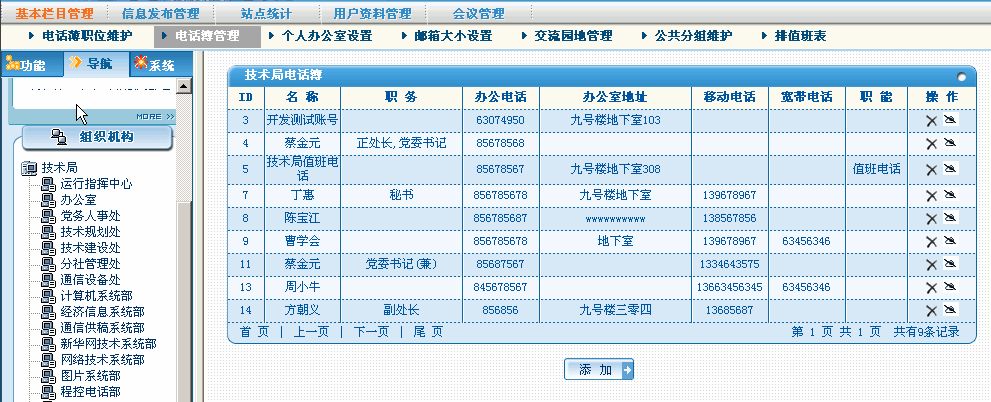 基本栏目管理 信息发布管理 站点统计 用户资料管理 会议管理
电话薄职位维护 电话簿管理 个人办公室设置 邮箱大小设置 交流园地管理 公共分组维护 排值班表
功能 导航 系统
MORE >>
组织机构
技术局
运行指挥中心
办公室
党务人事处
技术规划处
技术建设处
分社管理处
通信设备处
计算机系统部
经济信息系统部
通信供稿系统部
新华网技术系统部
网络技术系统部
图片系统部
程控电话部
技术局电话簿
ID 名 称 职 务 办公电话 办公室地址 移动电话 宽带电话 职 能 操 作
3 开发测试账号 63074950 九号楼地下室103
4 蔡金元 正处长,党委书记 85678568
5 技术局值班电话 85678567 九号楼地下室308 值班电话
7 丁惠 秘书 856785678 九号楼地下室 139678967
8 陈宝江 856785687 wwwwwwwwww 138567856
9 曹学会 856785678 地下室 139678967 63456346
11 蔡金元 党委书记(兼) 85687567 1334643575
13 周小牛 845678567 13663456345 63456346
14 方朝义 副处长 856856 九号楼三零四 13685687
首 页 | 上一页 | 下一页 | 尾 页 第 1 页 共 1 页 共有9条记录
添 加